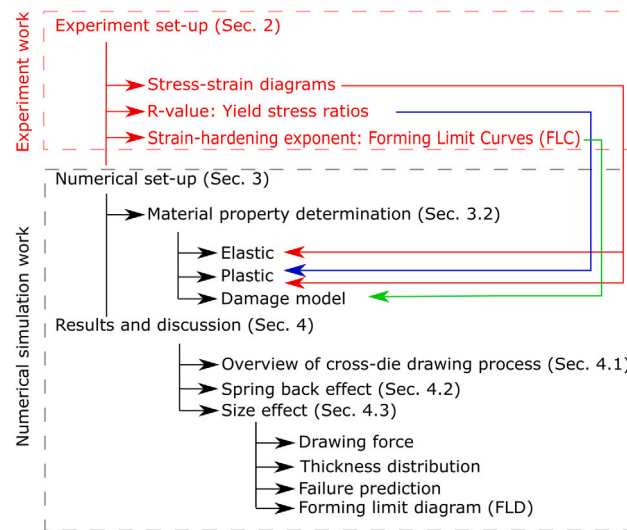 Experiment work
Experiment set-up (Sec. 2)
Stress-strain diagrams
R-value: Yield stress ratios
Strain-hardening exponent: Forming Limit Curves (FLC)
Numerical simulation work
Numerical set-up (Sec. 3)
Material property determination (Sec. 3.2)
Elastic
Plastic
Damage model
Results and discussion (Sec. 4)
Overview of cross-die drawing process (Sec. 4.1)
Spring back effect (Sec. 4.2)
Size effect (Sec. 4.3)
Drawing force
Thickness distribution
Failure prediction
Forming limit diagram (FLD)